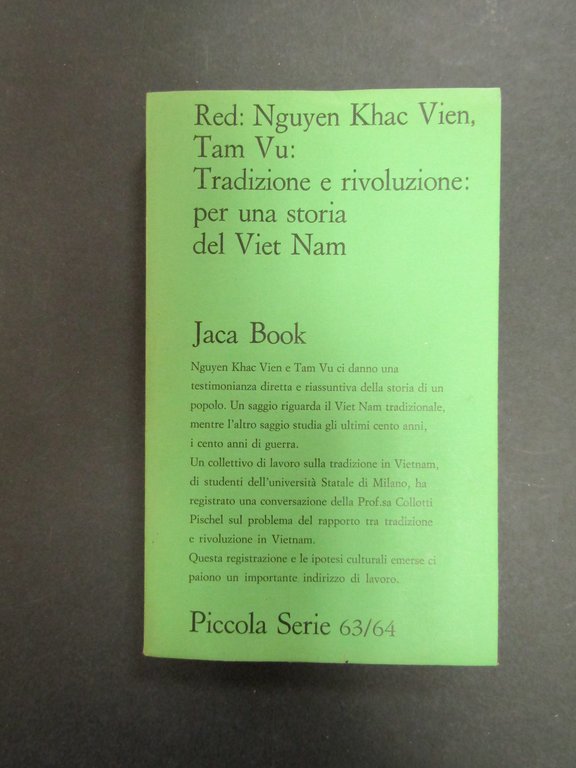 Red: Nguyen Khac Vien,
Tam Vu:
Tradizione e rivoluzione:
per una storia
del Viet Nam
Jaca Book
Nguyen Khac Vien e Tam Vu ci danno una
testimonianza diretta e riassuntiva della storia di un
popolo. Un saggio riguarda il Viet Nam tradizionale,
mentre l'altro saggio studia gli ultimi cento anni,
i cento anni di guerra.
Un collettivo di lavoro sulla tradizione in Vietnam,
di studenti dell'università Statale di Milano, ha
registrato una conversazione della Prof.sa Collotti
Pischel sul problema del rapporto tra tradizione
e rivoluzione in Vietnam.
Questa registrazione e le ipotesi culturali emerse ci
paiono un importante indirizzo di lavoro.
Piccola Serie 63/64